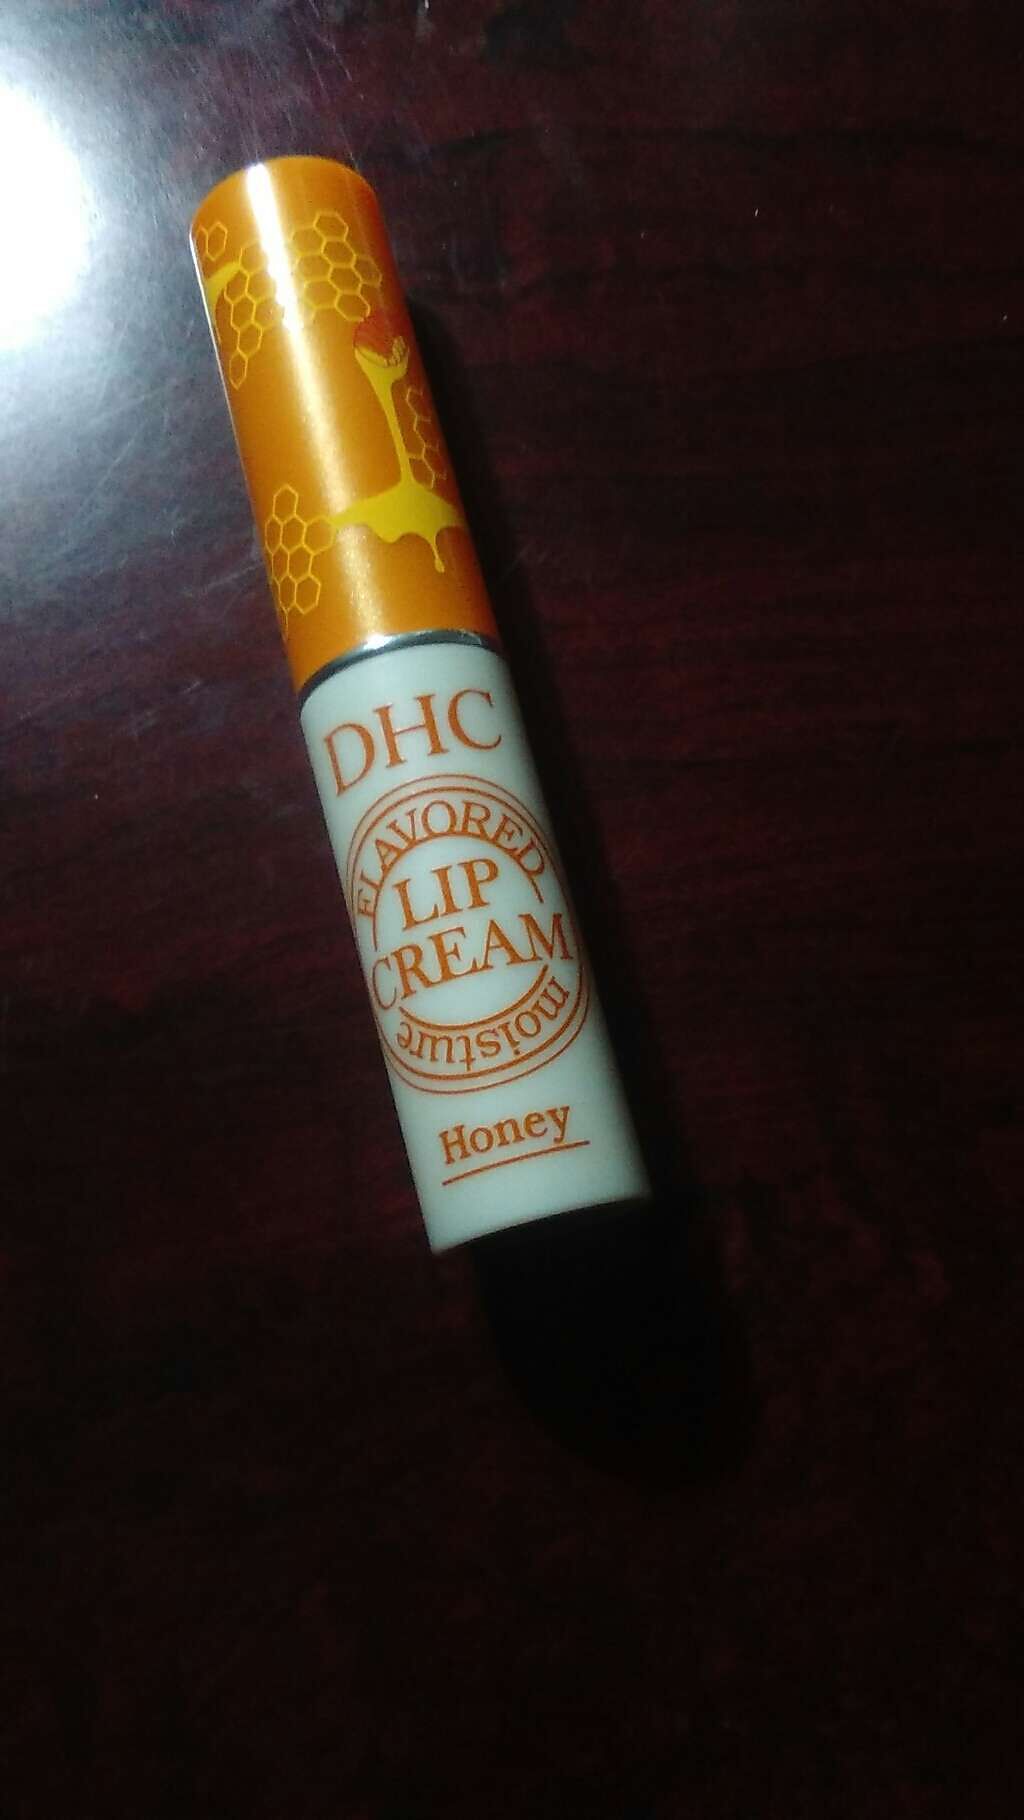 DHC
FLAVORED
LIP
CREAM
moisture
Honey